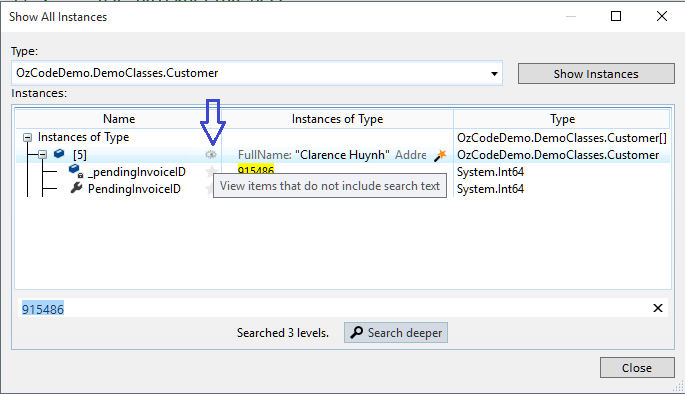 Show All Instances
Type:
OzCodeDemo.DemoClasses.Customer
Show Instances
Instances:
Name Instances of Type Type
Instances of Type OzCodeDemo.DemoClasses.Customer[]
[5] FullName: "Clarence Huynh" Addre OzCodeDemo.DemoClasses.Customer
_pendingInvoiceID 915486 System.Int64
PendingInvoiceID System.Int64
View items that do not include search text
915486
Searched 3 levels. Search deeper
Close